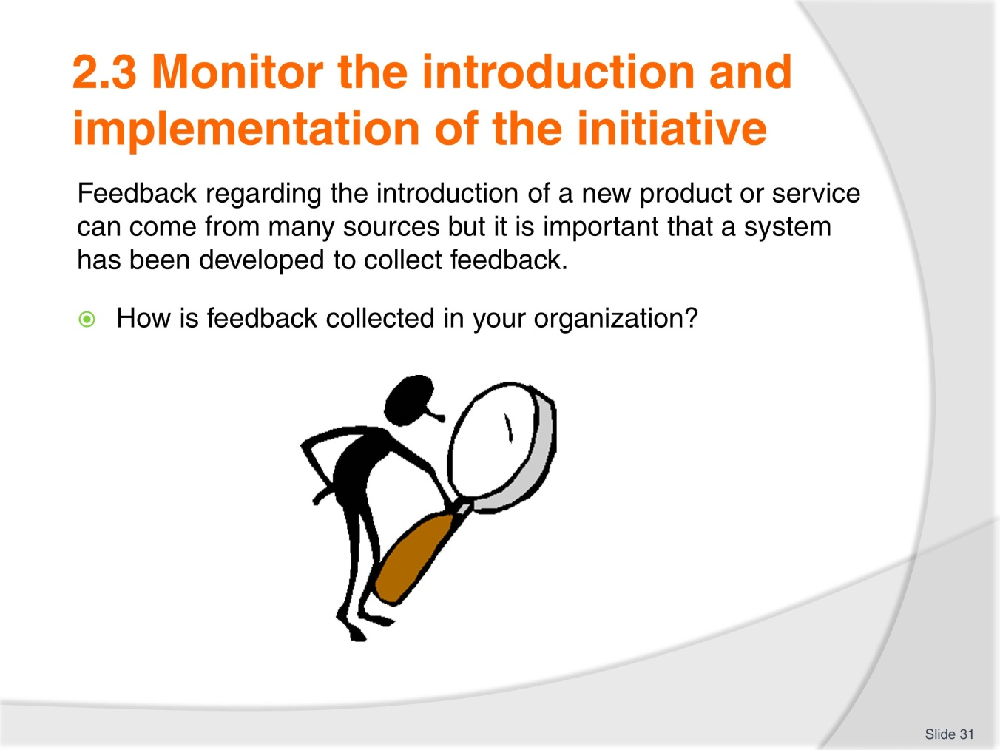 2.3 Monitor the introduction and
implementation of the initiative
Feedback regarding the introduction of a new product or service
can come from many sources but it is important that a system
has been developed to collect feedback.
How is feedback collected in your organization?
Slide 31